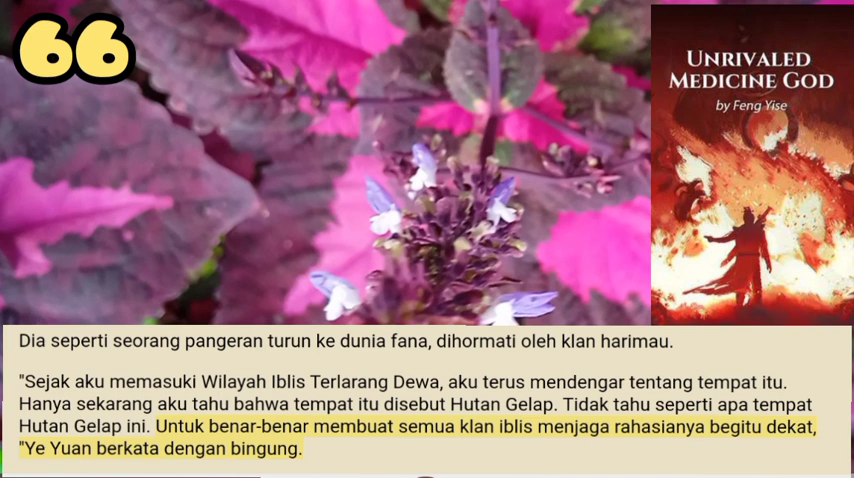 66
UNRIVALED
MEDICINE GOD
by Feng Yise
Dia seperti seorang pangeran turun ke dunia fana, dihormati oleh klan harimau.
"Sejak aku memasuki Wilayah Iblis Terlarang Dewa, aku terus mendengar tentang tempat itu.
Hanya sekarang aku tahu bahwa tempat itu disebut Hutan Gelap. Tidak tahu seperti apa tempat
Hutan Gelap ini. Untuk benar-benar membuat semua klan iblis menjaga rahasianya begitu dekat,
"Ye Yuan berkata dengan bingung.